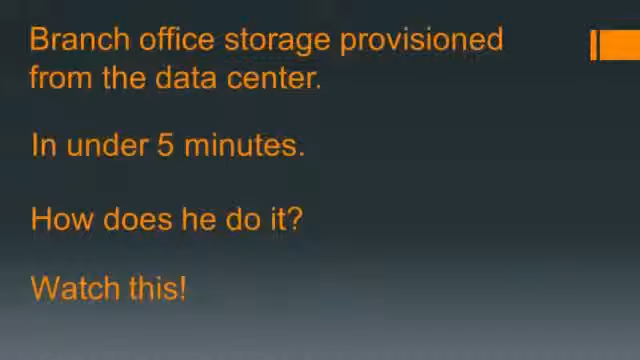 Branch office storage provisioned
from the data center.
In under 5 minutes.
How does he do it?
Watch this!